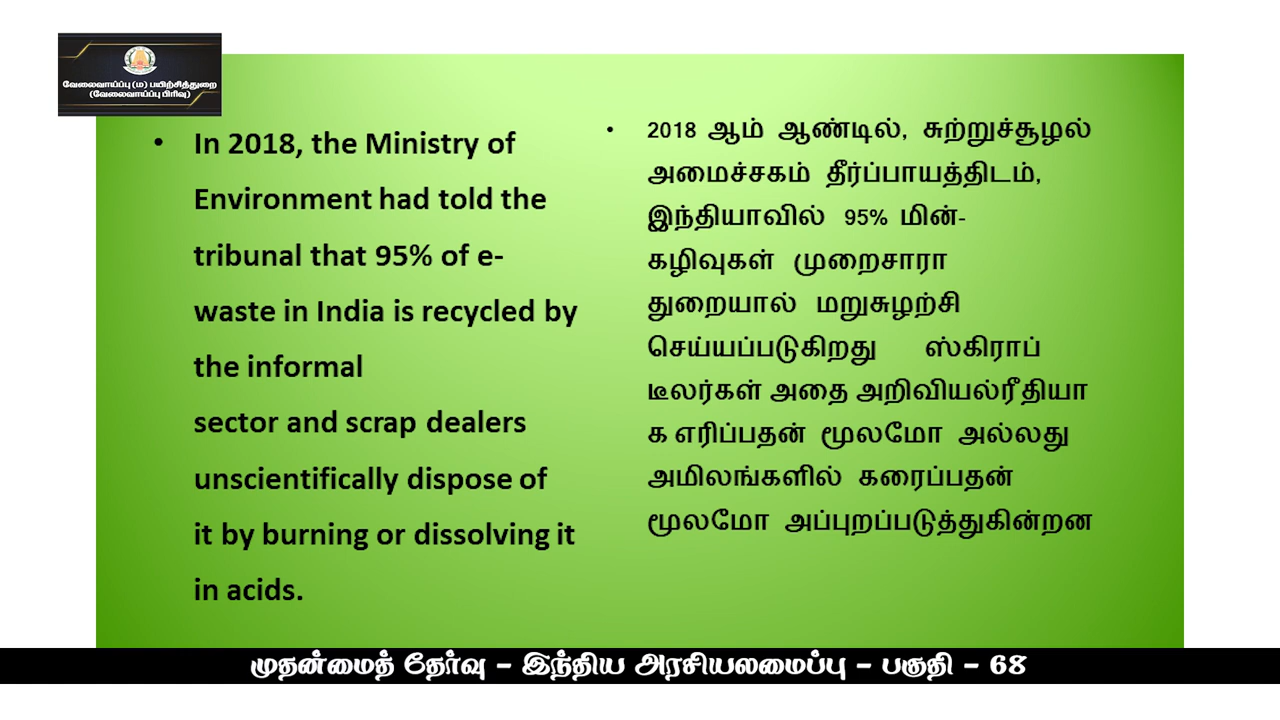 வேலைவாய்ப்பு (ம) பயிற்சித்துறை
(வேலைவாய்ப்பு பிரிவு)
• In 2018, the Ministry of
Environment had told the
tribunal that 95% of e-
waste in India is recycled by
the informal
sector and scrap dealers
unscientifically dispose of
it by burning or dissolving it
in acids.
• 2018 ஆம் ஆண்டில், சுற்றுச்சூழல்
அமைச்சகம் தீர்ப்பாயத்திடம்,
இந்தியாவில் 95% மின்-
கழிவுகள் முறைசாரா
துறையால் மறுசுழற்சி
செய்யப்படுகிறது ஸ்கிராப்
டீலர்கள் அதை அறிவியல்ரீதியா
க எரிப்பதன் மூலமோ அல்லது
அமிலங்களில் கரைப்பதன்
மூலமோ அப்புறப்படுத்துகின்றன
முதன்மைத் தேர்வு – இந்திய அரசியலமைப்பு – பகுதி – 68